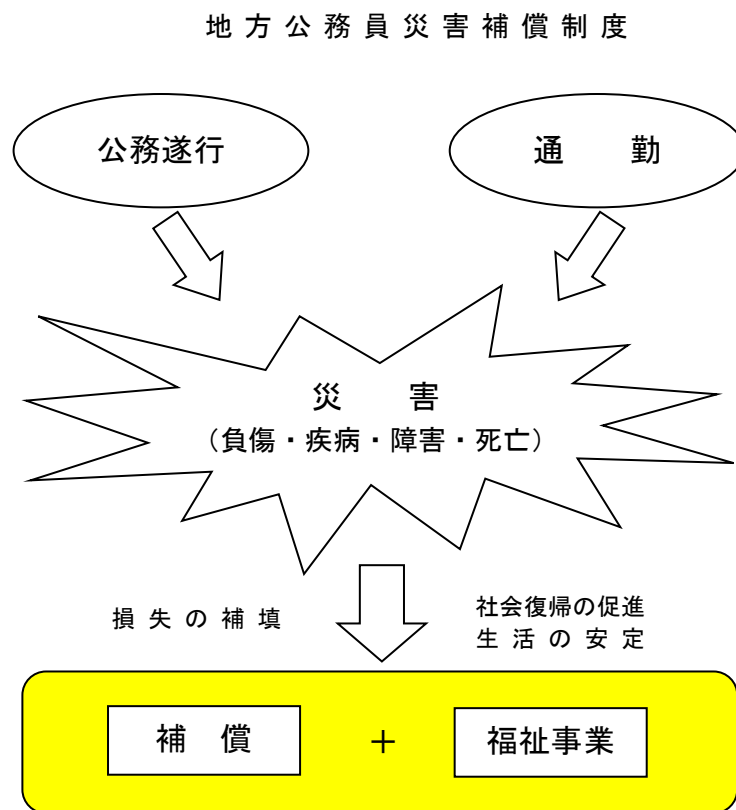 地方公務員災害補償制度
公務遂行
通　　勤
災　　害
（負傷・疾病・障害・死亡）
損失の補填
社会復帰の促進
生活の安定
補　償
＋
福祉事業